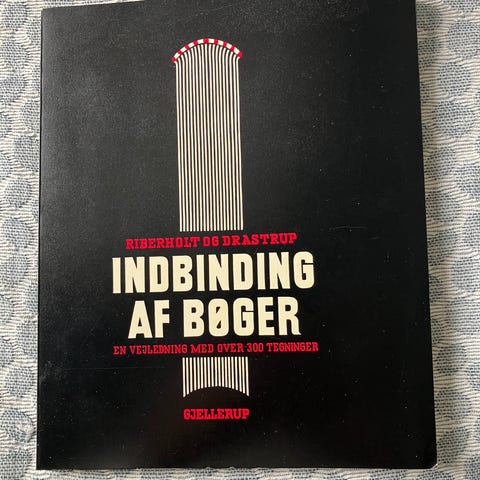 RIBERHOLT OG DRASTRUP
INDBINDING
AF BØGER
EN VEJLEDNING MED OVER 300 TEGNINGER
GJELLERUP